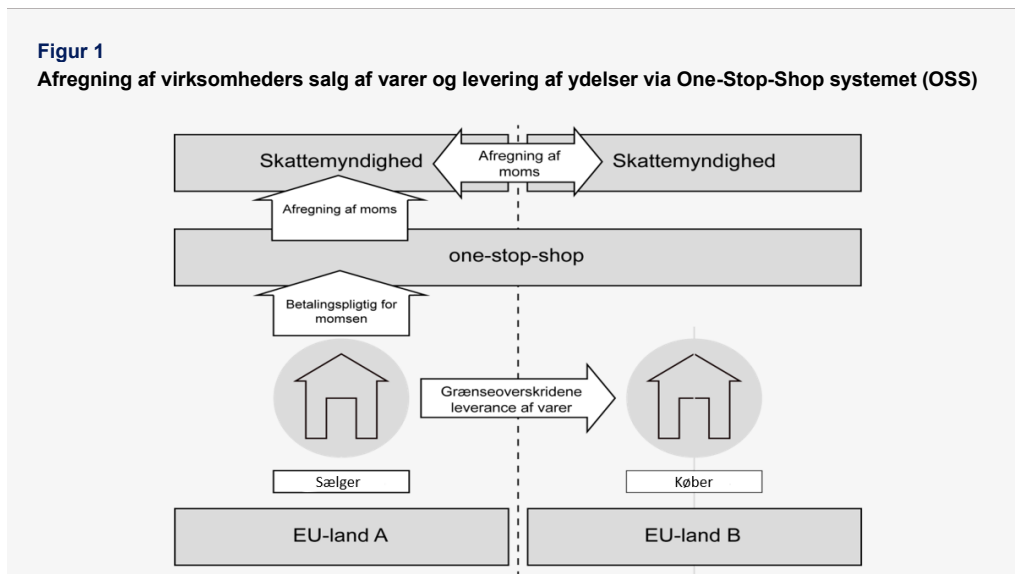 Figur 1
Afregning af virksomheders salg af varer og levering af ydelser via One-Stop-Shop systemet (OSS)
Skattemyndighed
Afregning af
moms
Skattemyndighed
Afregning af moms
one-stop-shop
Betalingspligtig for
momsen
Grænseoverskridene
leverance af varer
Sælger
Køber
EU-land A
EU-land B